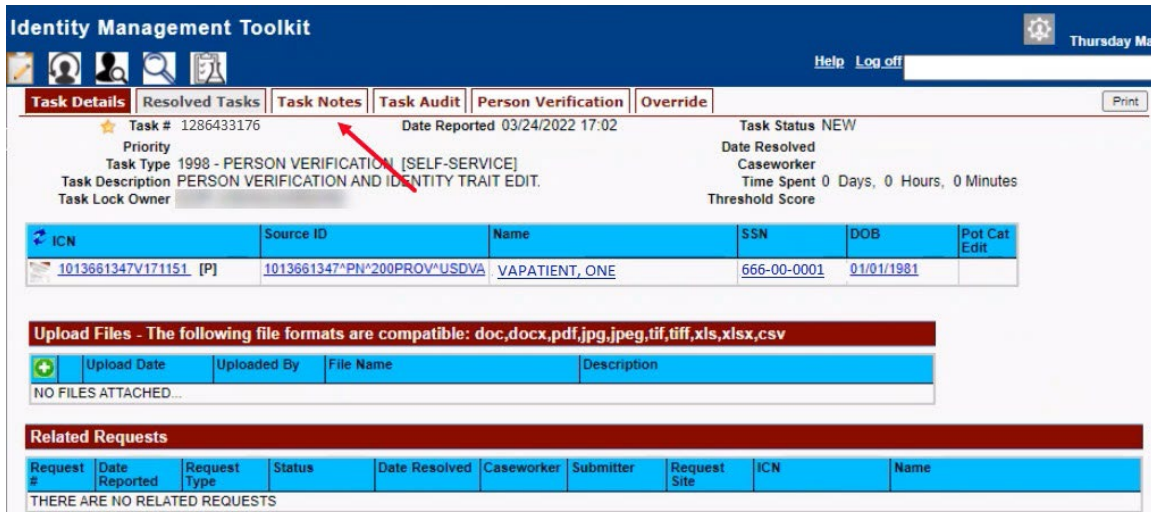 Identity Management Toolkit
Thursday Ma
Help Log off
Task Details Resolved Tasks Task Notes Task Audit Person Verification Override Print
Task # 1286433176 Date Reported 03/24/2022 17:02 Task Status NEW
Priority Date Resolved
Task Type 1998 - PERSON VERIFICATION [SELF-SERVICE] Caseworker
Task Description PERSON VERIFICATION AND IDENTITY TRAIT EDIT. Time Spent 0 Days, 0 Hours, 0 Minutes
Task Lock Owner Threshold Score
ICN Source ID Name SSN DOB Pot Cat
Edit
1013661347V171151 [P] 1013661347^PN^200PROV^USDVA VAPATIENT, ONE 666-00-0001 01/01/1981
Upload Files - The following file formats are compatible: doc,docx,pdf,jpg,jpeg,tif,tiff,xls,xlsx,csv
Upload Date Uploaded By File Name Description
NO FILES ATTACHED...
Related Requests
Request Date Request Status Date Resolved Caseworker Submitter Request ICN Name
# Reported Type Site
THERE ARE NO RELATED REQUESTS